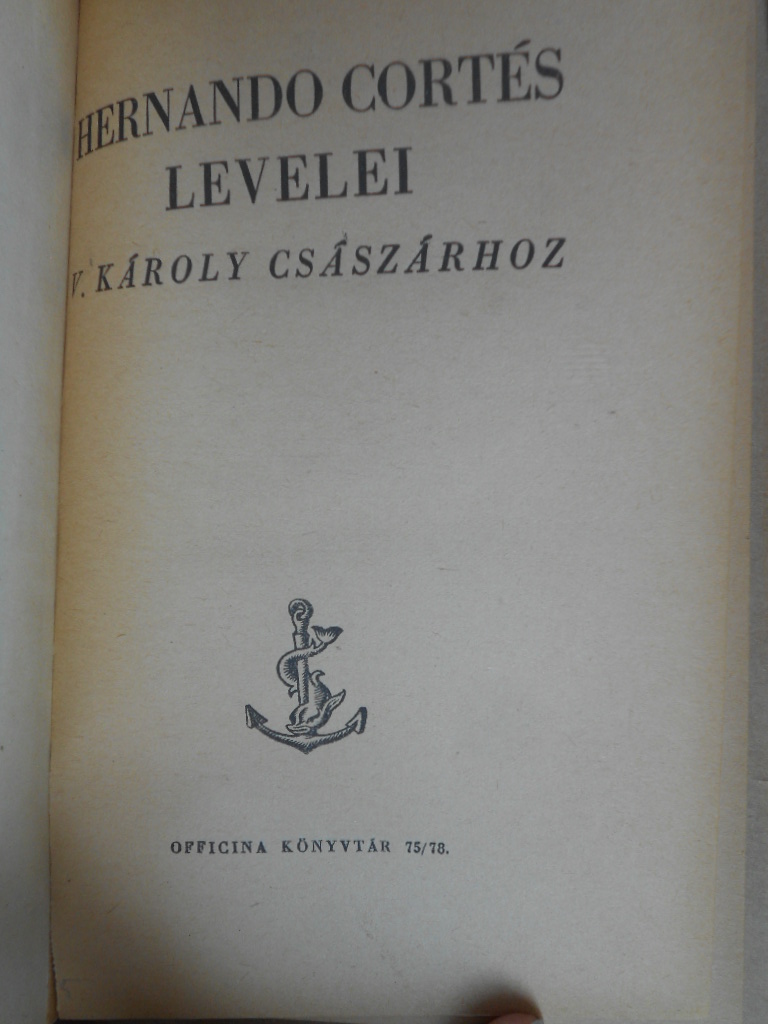 HERNANDO CORTÉS
LEVELEI
V. KÁROLY CSÁSZÁRHOZ
OFFICINA KÖNYVTÁR 75/78.